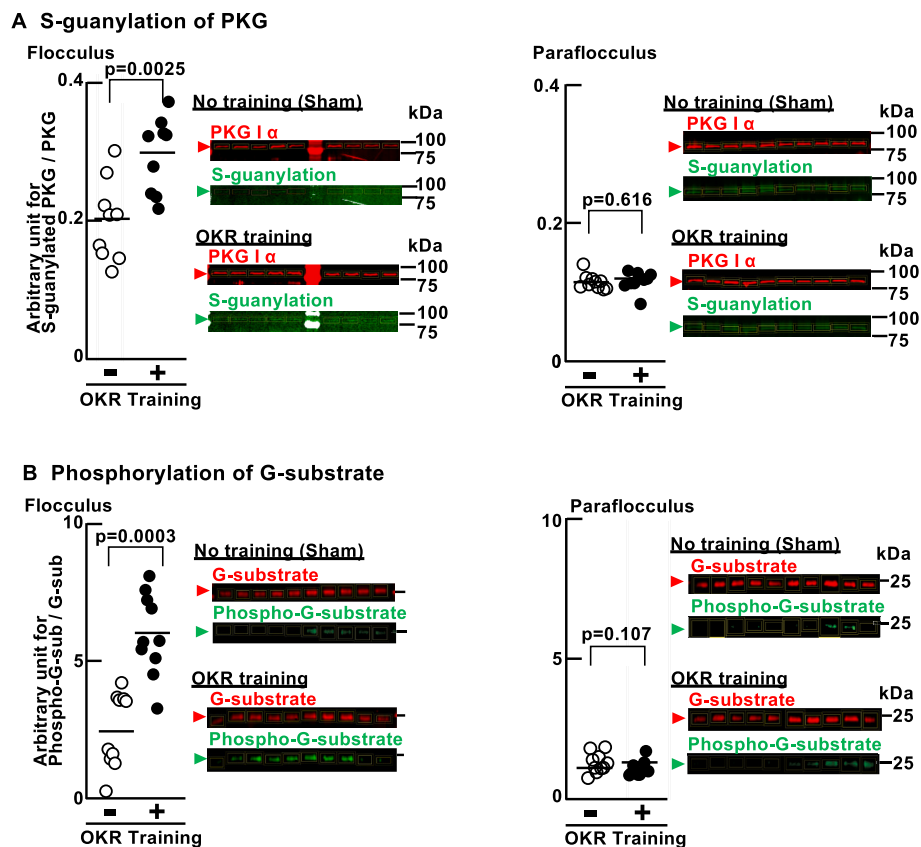 A S-guanylation of PKG
Flocculus
p=0.0025
0.4
0.2
0
Arbitrary unit for
S-guanylated PKG / PKG
- +
OKR Training
No training (Sham)
kDa
PKG I α
100
75
S-guanylation
100
75
OKR training
kDa
PKG I α
100
75
S-guanylation
100
75
Paraflocculus
0.4
0.2
0
p=0.616
- +
OKR Training
No training (Sham)
kDa
PKG I α
100
75
S-guanylation
100
75
OKR training
kDa
PKG I α
100
75
S-guanylation
100
75
B Phosphorylation of G-substrate
Flocculus
10
p=0.0003
5
0
Arbitrary unit for
Phospho-G-sub / G-sub
- +
OKR Training
No training (Sham)
G-substrate
Phospho-G-substrate
OKR training
G-substrate
Phospho-G-substrate
Paraflocculus
10
5
0
p=0.107
- +
OKR Training
No training (Sham)
kDa
G-substrate
25
Phospho-G-substrate
25
OKR training
kDa
G-substrate
25
Phospho-G-substrate
25